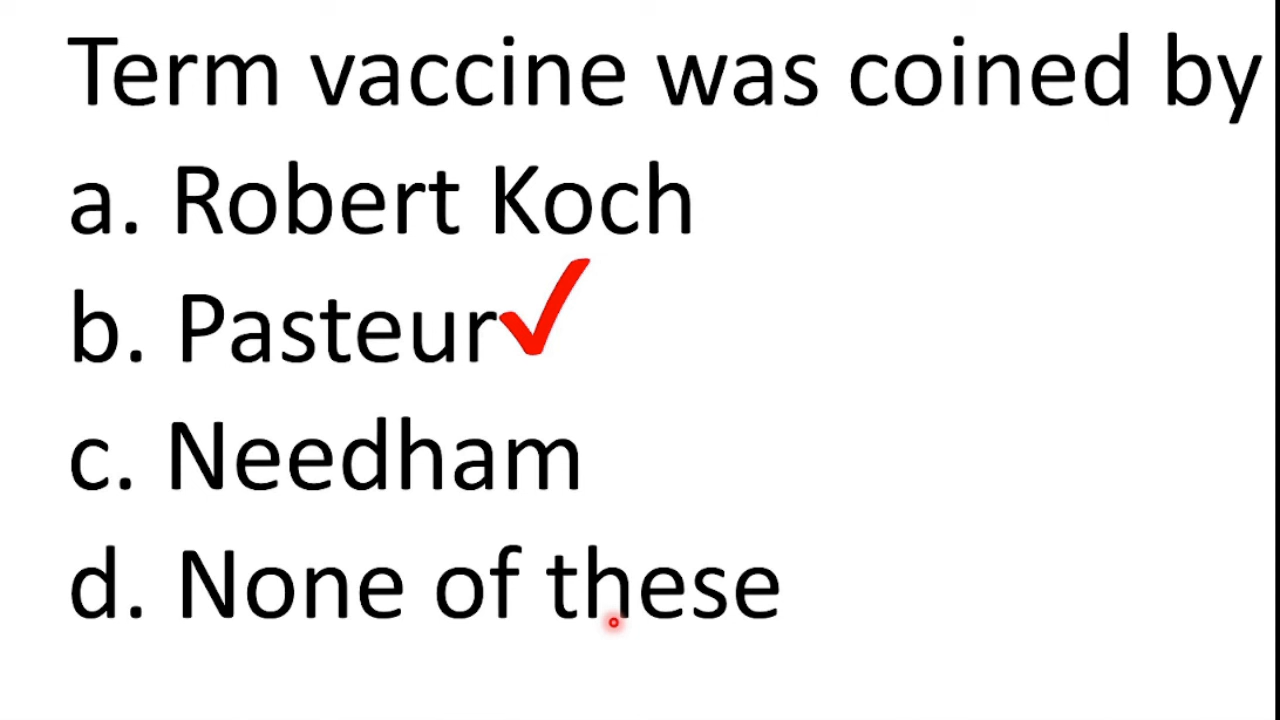 Term vaccine was coined by
a. Robert Koch
b. Pasteur
c. Needham
d. None of these